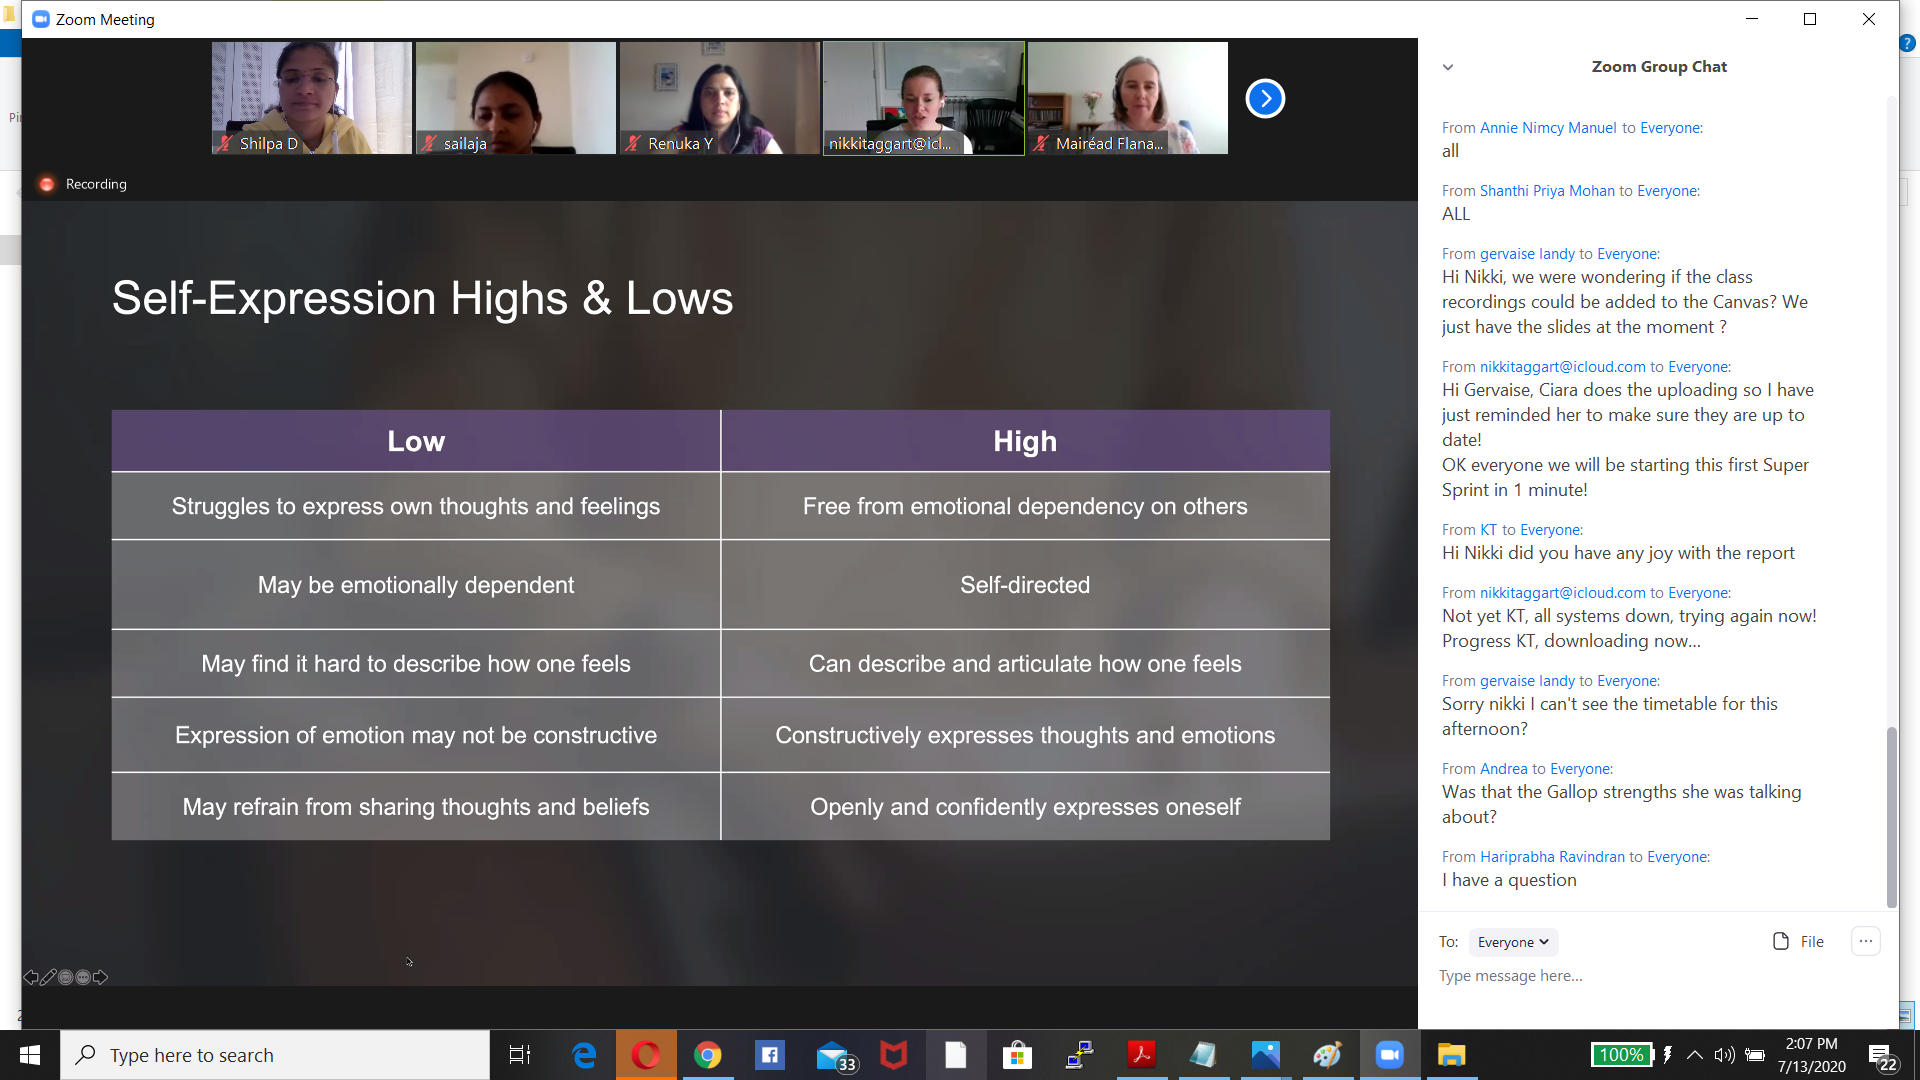 Zoom Meeting
Shilpa D
sailaja
Renuka Y
nikkitaggart@icl...
Mairéad Flana...
Recording
Self-Expression Highs & Lows
Low
High
Struggles to express own thoughts and feelings
Free from emotional dependency on others
May be emotionally dependent
Self-directed
May find it hard to describe how one feels
Can describe and articulate how one feels
Expression of emotion may not be constructive
Constructively expresses thoughts and emotions
May refrain from sharing thoughts and beliefs
Openly and confidently expresses oneself
Zoom Group Chat
From Annie Nimcy Manuel to Everyone:
all
From Shanthi Priya Mohan to Everyone:
ALL
From gervaise landy to Everyone:
Hi Nikki, we were wondering if the class
recordings could be added to the Canvas? We
just have the slides at the moment ?
From nikkitaggart@icloud.com to Everyone:
Hi Gervaise, Ciara does the uploading so I have
just reminded her to make sure they are up to
date!
OK everyone we will be starting this first Super
Sprint in 1 minute!
From KT to Everyone:
Hi Nikki did you have any joy with the report
From nikkitaggart@icloud.com to Everyone:
Not yet KT, all systems down, trying again now!
Progress KT, downloading now...
From gervaise landy to Everyone:
Sorry nikki I can't see the timetable for this
afternoon?
From Andrea to Everyone:
Was that the Gallop strengths she was talking
about?
From Hariprabha Ravindran to Everyone:
I have a question
To: Everyone
File
Type message here...
Type here to search
33
100%
2:07 PM
7/13/2020
22